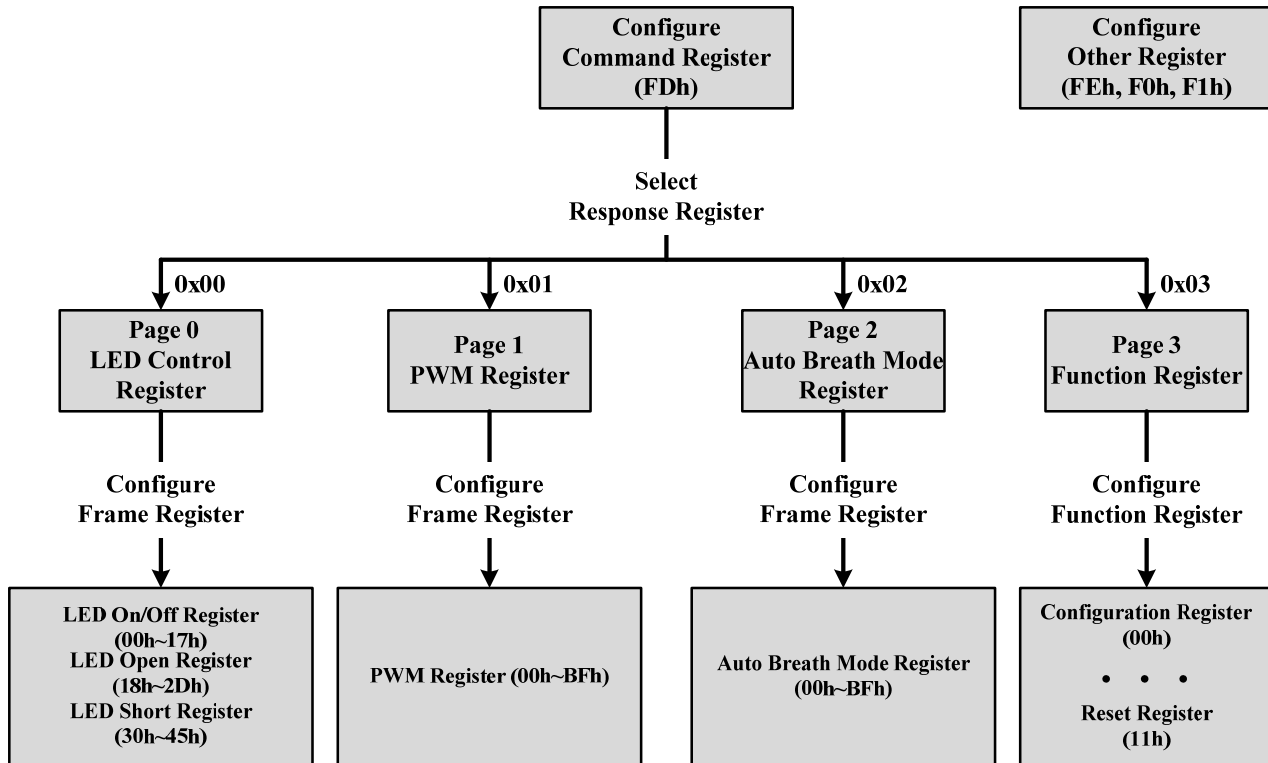 Configure
Command Register
(FDh)
Configure
Other Register
(FEh, F0h, F1h)
Select
Response Register
0x00
0x01
0x02
0x03
Page 0
LED Control
Register
Page 1
PWM Register
Page 2
Auto Breath Mode
Register
Page 3
Function Register
Configure
Frame Register
Configure
Frame Register
Configure
Frame Register
Configure
Function Register
LED On/Off Register
(00h~17h)
LED Open Register
(18h~2Dh)
LED Short Register
(30h~45h)
PWM Register (00h~BFh)
Auto Breath Mode Register
(00h~BFh)
Configuration Register
(00h)
• • •
Reset Register
(11h)